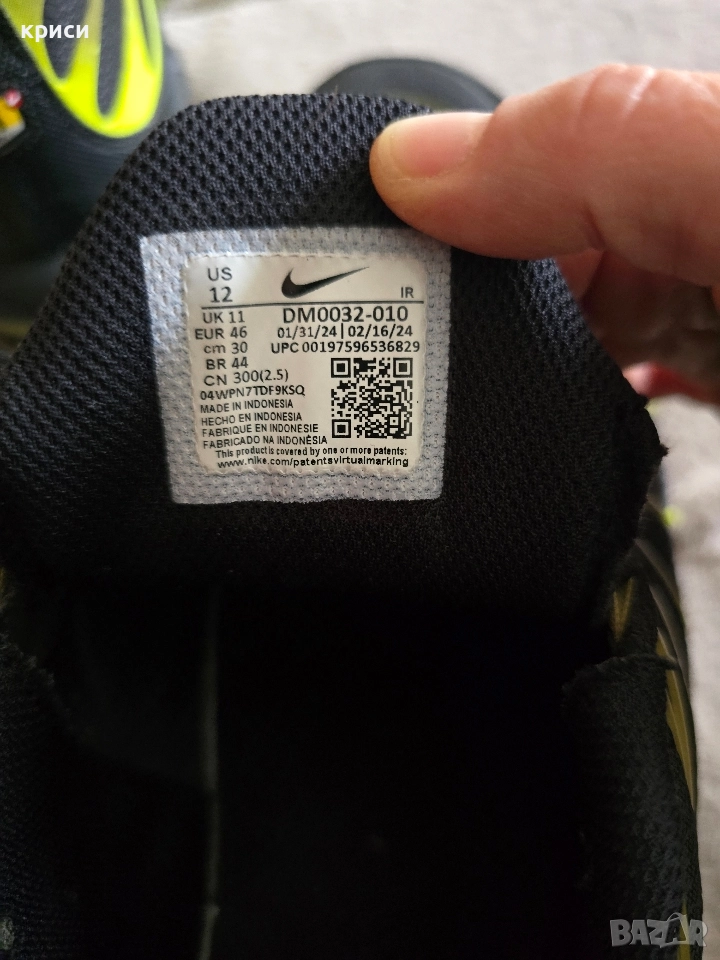 криси
US
12
UK 11
EUR 46
cm 30
BR 44
CN 300(2.5)
IR
DM0032-010
01/31/24 | 02/16/24
UPC 00197596536829
04WPN7TDF9KSQ
MADE IN INDONESIA
HECHO EN INDONESIA
FABRIQUE EN INDONESIE
FABRICADO NA INDONÊSIA
This product is covered by one or more patents:
www.nike.com/patentsvirtualmarking
BAZAR